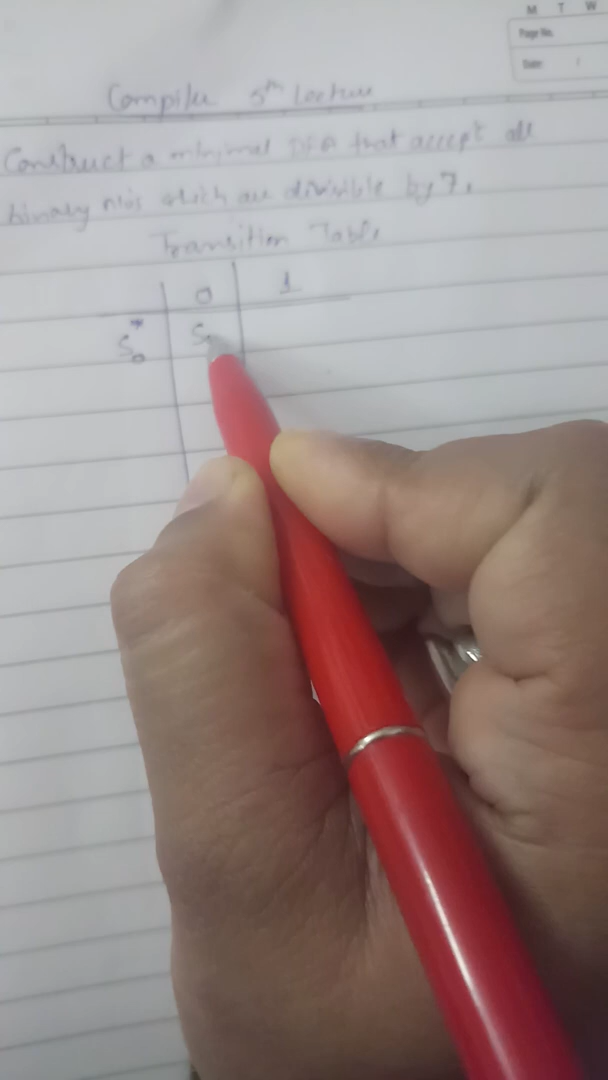 M T W
Page No.
Date: /
Compiler 5th Lecture
Construct a minimal DFA that accept all
binary no's which are divisible by 7.
Transition Table
0 1
S0* S